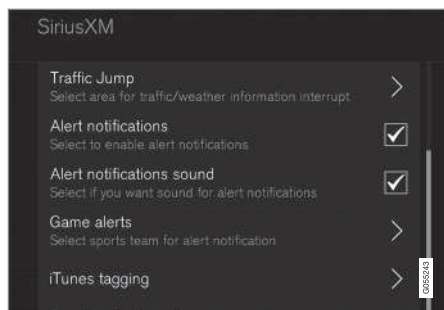 SiriusXM
Traffic Jump
Select area for traffic/weather information interrupt
Alert notifications
Select to enable alert notifications
Alert notifications sound
Select if you want sound for alert notifications
Game alerts
Select sports team for alert notification
iTunes tagging
G055243